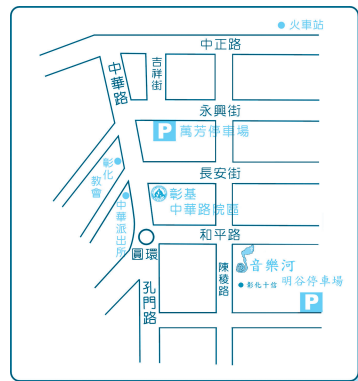 火車站
中正路
中華路
吉祥街
永興街
P 萬芳停車場
彰化
教會
長安街
彰基
中華路院區
中華派出所
和平路
圓環
陳稜路
音樂河
彰化十信
明谷停車場
P
孔門路